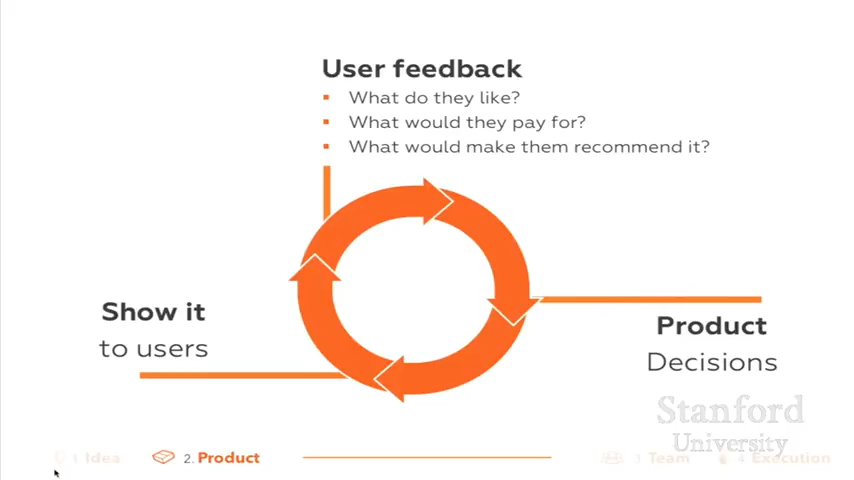 User feedback
What do they like?
What would they pay for?
What would make them recommend it?
Show it
to users
Product
Decisions
Stanford
University
1 Idea
2. Product
3 Team
4 Execution